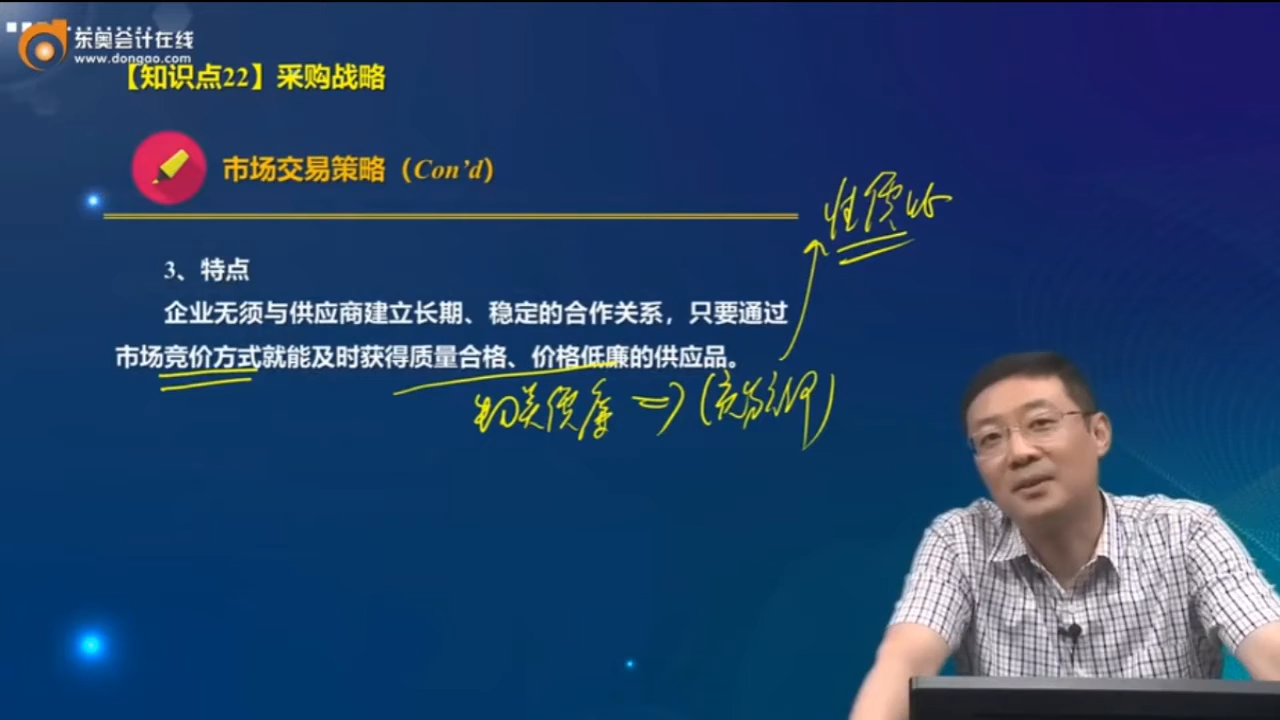 东奥会计在线
www.dongao.com
【知识点22】采购战略
市场交易策略（Con’d）
性價比
3、特点
企业无须与供应商建立长期、稳定的合作关系，只要通过
市场竞价方式就能及时获得质量合格、价格低廉的供应品。
物美價廉